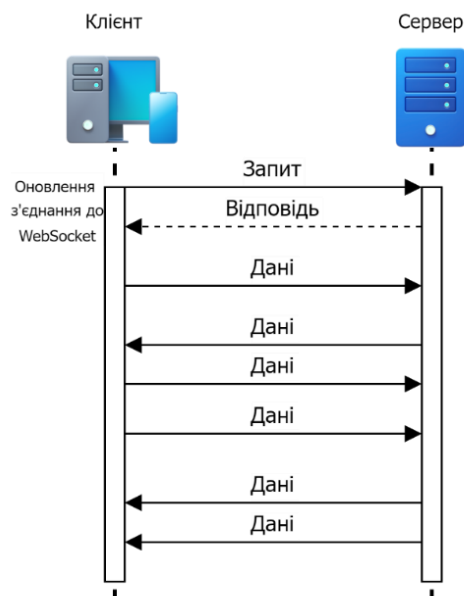 Клієнт
Сервер
Запит
Оновлення
з'єднання до
WebSocket
Відповідь
Дані
Дані
Дані
Дані
Дані
Дані